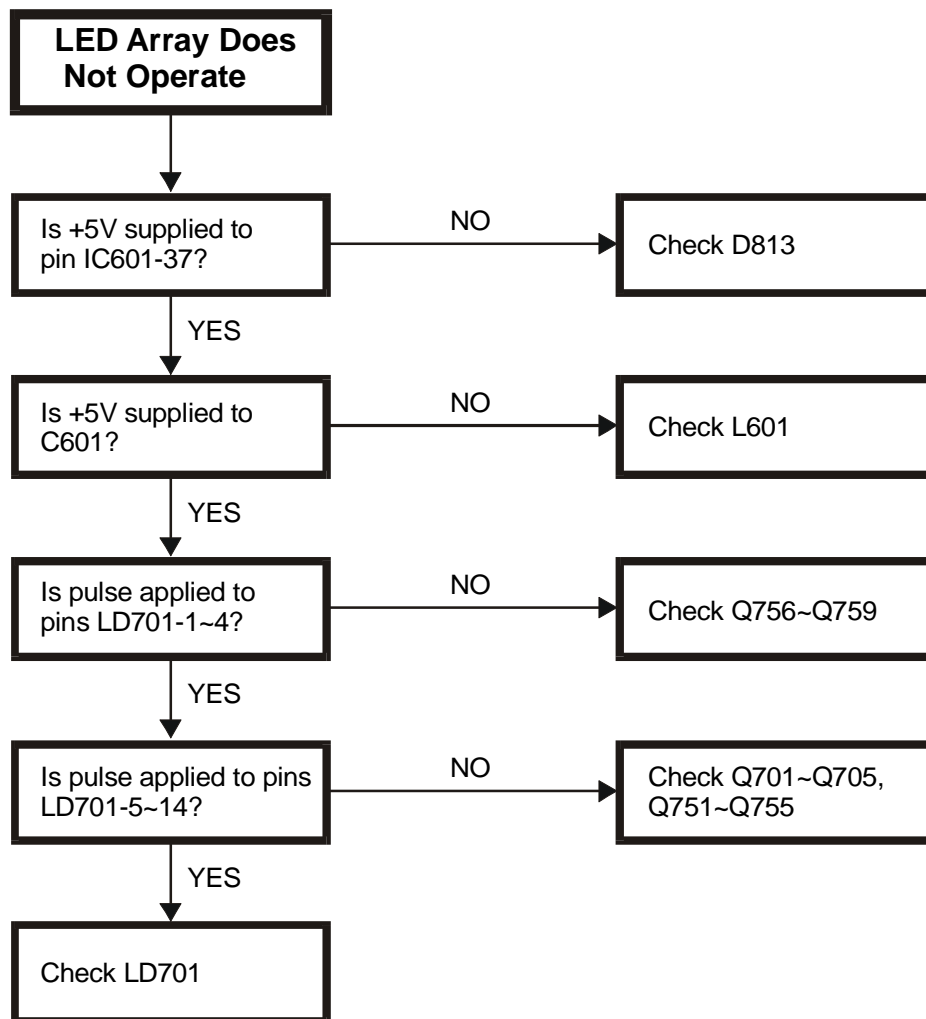 LED Array Does
Not Operate
Is +5V supplied to
pin IC601-37?
NO
Check D813
YES
Is +5V supplied to
C601?
NO
Check L601
YES
Is pulse applied to
pins LD701-1~4?
NO
Check Q756~Q759
YES
Is pulse applied to pins
LD701-5~14?
NO
Check Q701~Q705,
Q751~Q755
YES
Check LD701